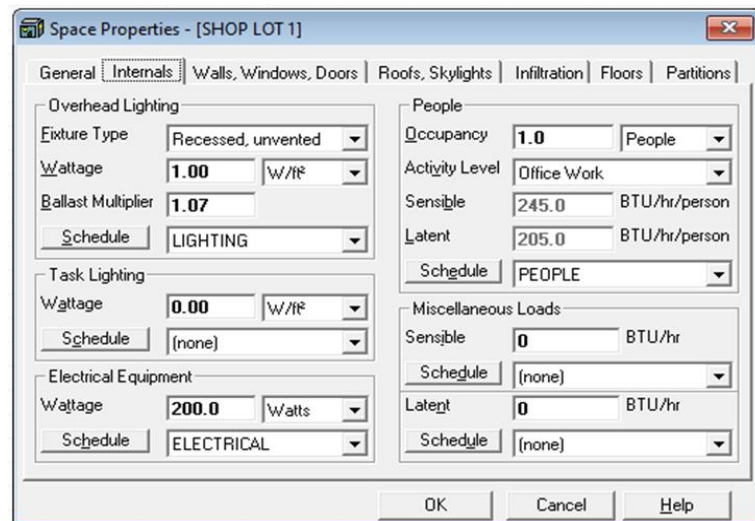 Space Properties - [SHOP LOT 1]
General Internals Walls, Windows, Doors Roofs, Skylights Infiltration Floors Partitions
Overhead Lighting
Fixture Type Recessed, unvented
Wattage 1.00 W/ft²
Ballast Multiplier 1.07
Schedule LIGHTING
Task Lighting
Wattage 0.00 W/ft²
Schedule (none)
Electrical Equipment
Wattage 200.0 Watts
Schedule ELECTRICAL
People
Occupancy 1.0 People
Activity Level Office Work
Sensible 245.0 BTU/hr/person
Latent 205.0 BTU/hr/person
Schedule PEOPLE
Miscellaneous Loads
Sensible 0 BTU/hr
Schedule (none)
Latent 0 BTU/hr
Schedule (none)
OK Cancel Help